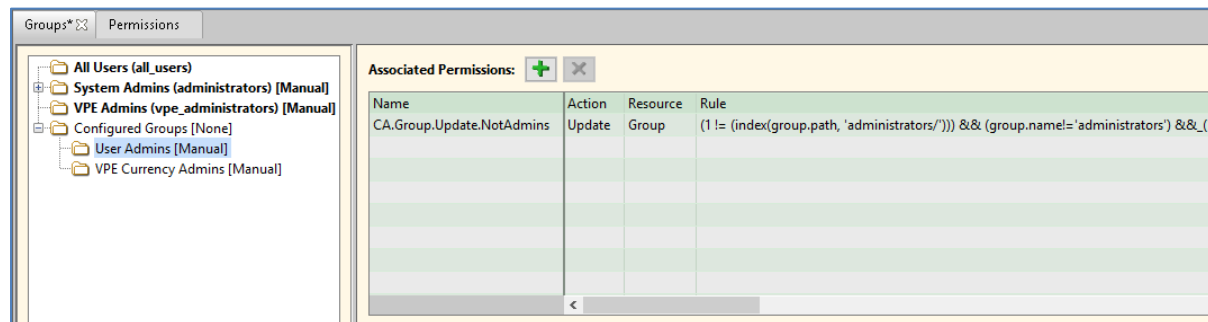 Groups* Permissions
All Users (all_users)
System Admins (administrators) [Manual]
VPE Admins (vpe_administrators) [Manual]
Configured Groups [None]
User Admins [Manual]
VPE Currency Admins [Manual]
Associated Permissions:
Name Action Resource Rule
CA.Group.Update.NotAdmins Update Group (1 != (index(group.path, 'administrators/'))) && (group.name!='administrators') &&_(